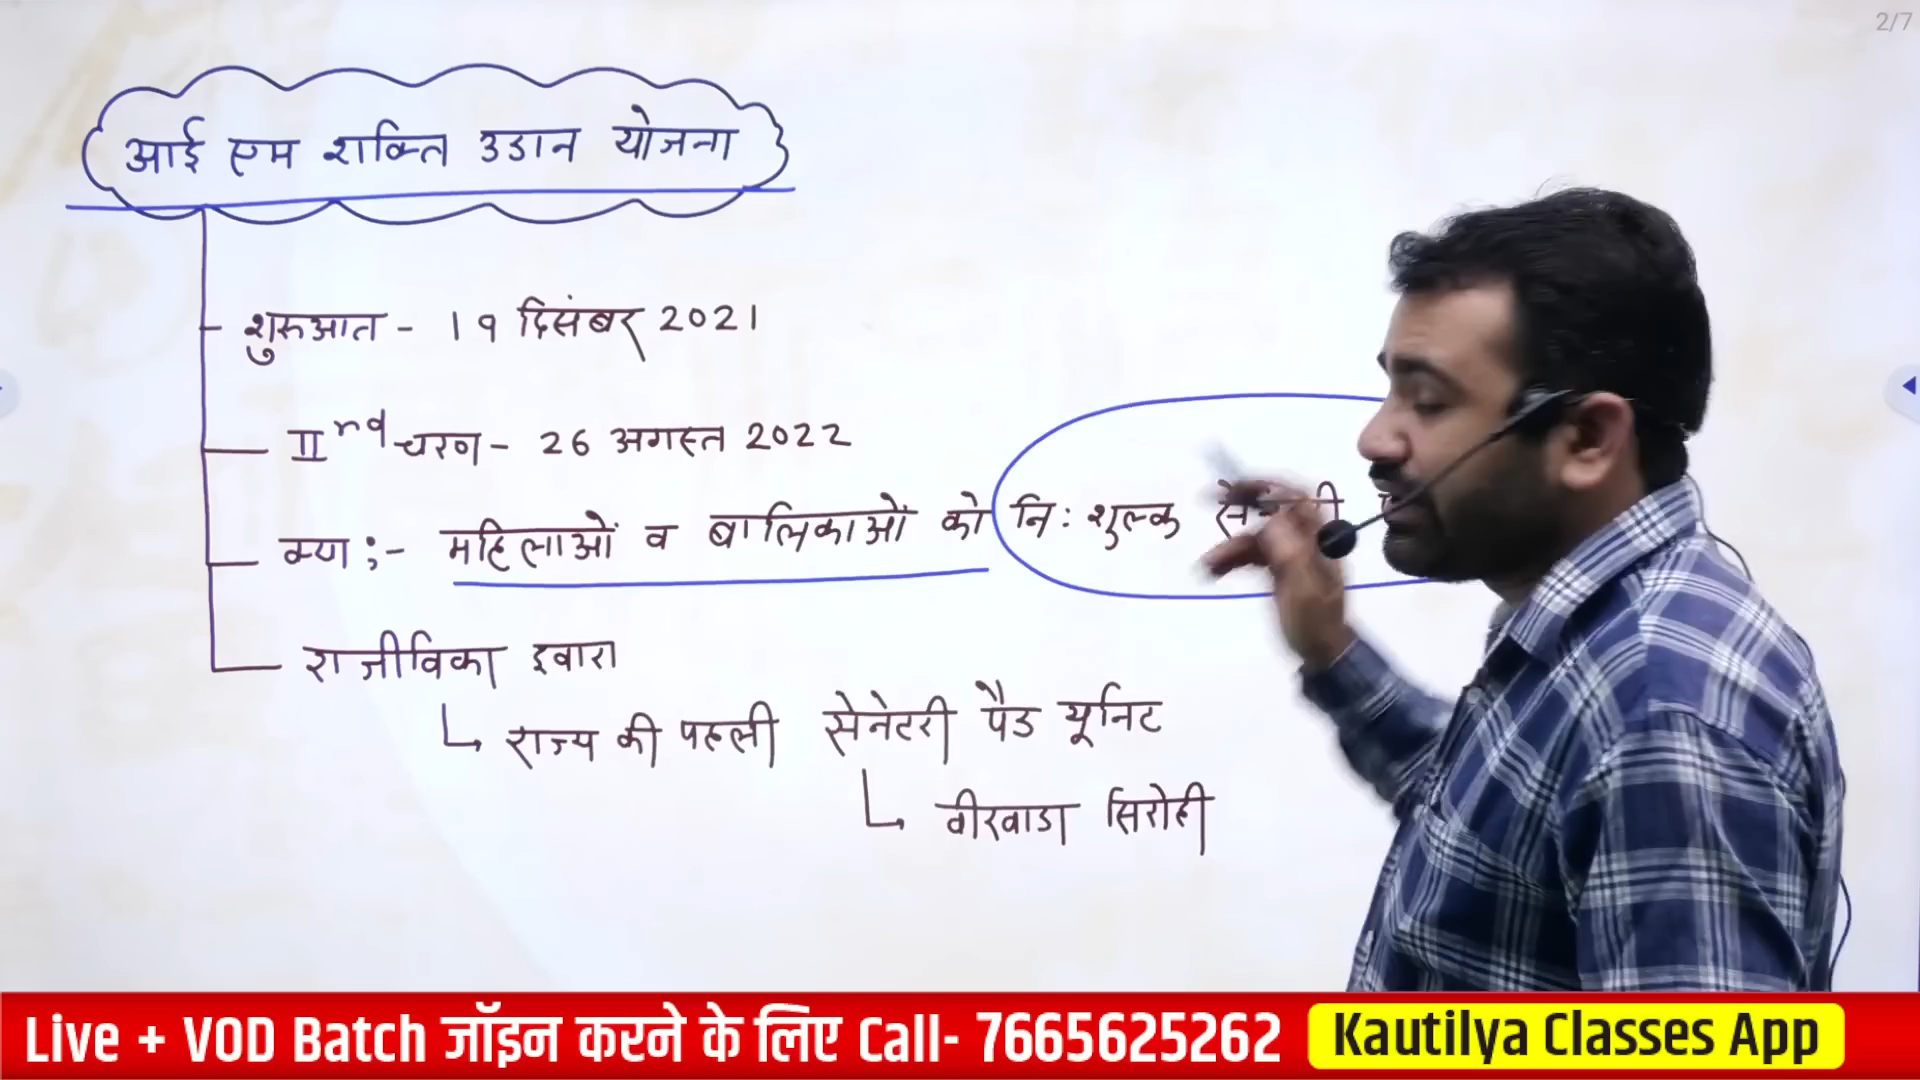 2/7
आई एम शक्ति उडान योजना
शुरुआत - 19 दिसंबर 2021
IInd चरण - 26 अगस्त 2022
क्या :- महिलाओं व बालिकाओं को नि:शुल्क
राजीविका द्वारा
राज्य की पहली सेनेटरी पैड यूनिट
वीरवाडा सिरोही
Live + VOD Batch जॉइन करने के लिए Call- 7665625262 Kautilya Classes App